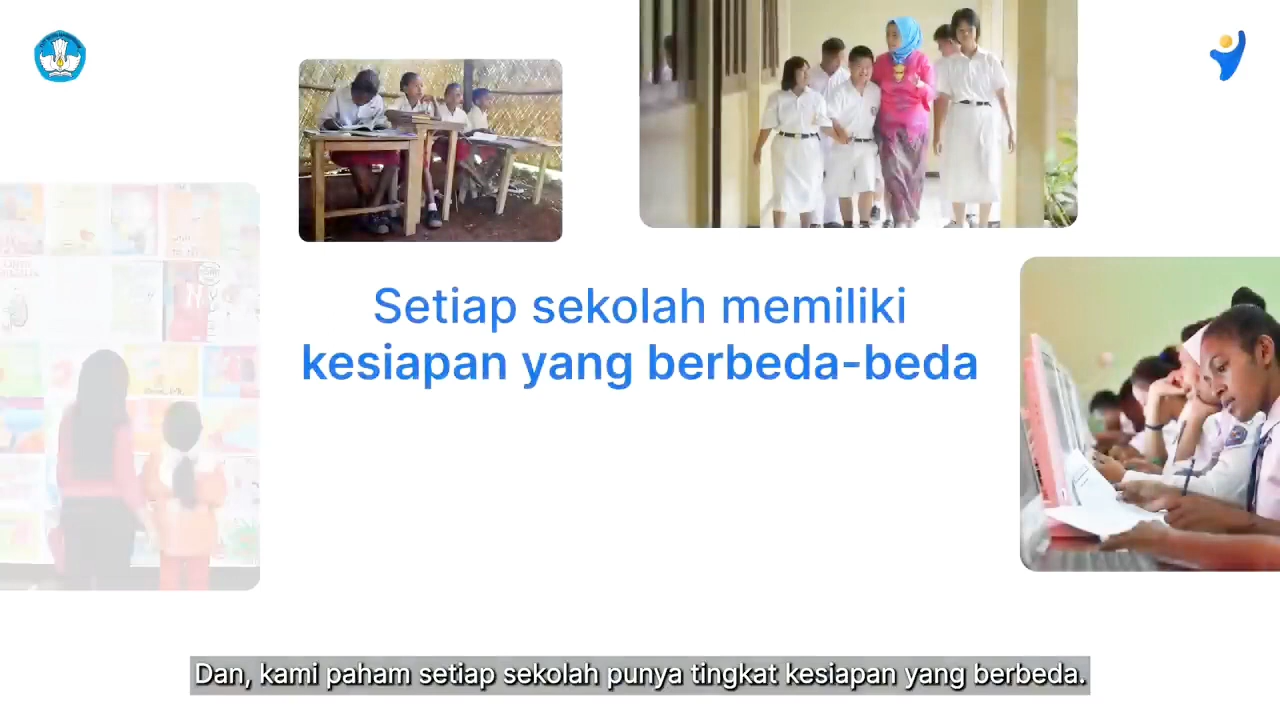 Setiap sekolah memiliki
kesiapan yang berbeda-beda
Dan, kami paham setiap sekolah punya tingkat kesiapan yang berbeda.